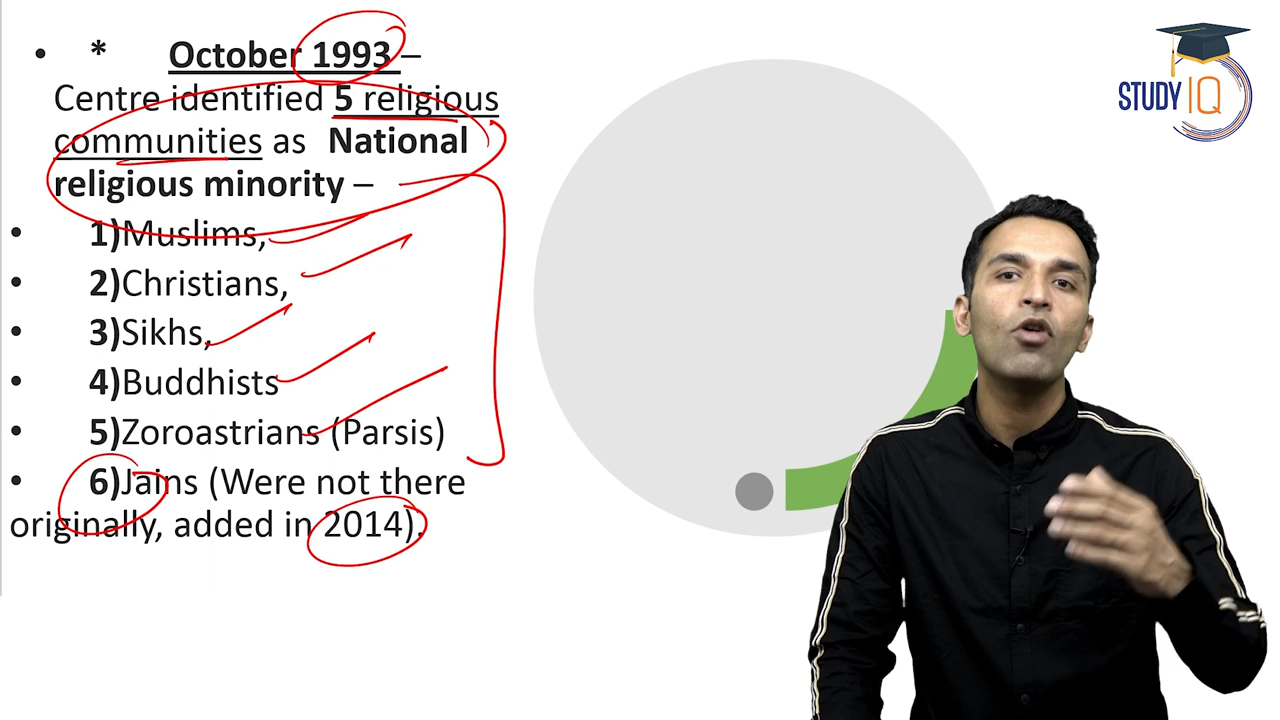 • * October 1993 –
Centre identified 5 religious
communities as National
religious minority –
• 1)Muslims,
• 2)Christians,
• 3)Sikhs,
• 4)Buddhists
• 5)Zoroastrians (Parsis)
• 6)Jains (Were not there
originally, added in 2014).
STUDY IQ